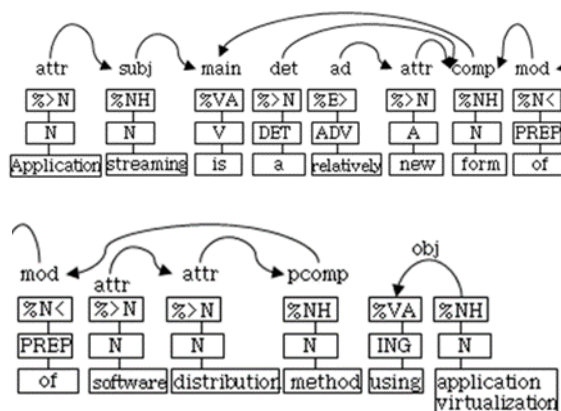 attr subj main det ad attr comp mod
%>N %NH %VA %>N %E> %>N %NH %N<
N N V DET ADV A N PREP
Application streaming is a relatively new form of
obj
mod attr attr pcomp
%N< %>N %>N %NH %VA %NH
PREP N N N ING N
of software distribution method using application
virtualization